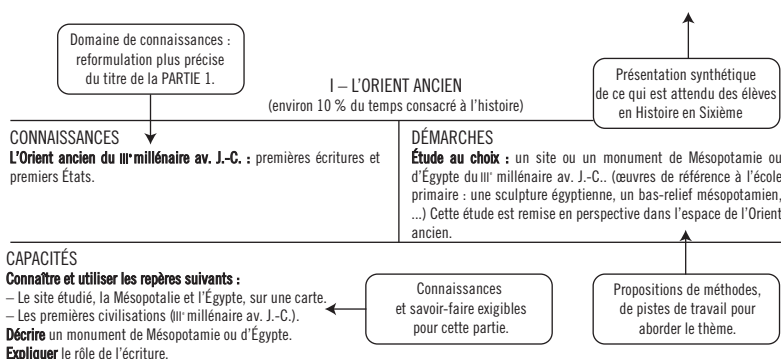 Domaine de connaissances :
reformulation plus précise
du titre de la PARTIE 1.
I – L'ORIENT ANCIEN
(environ 10 % du temps consacré à l'histoire)
Présentation synthétique
de ce qui est attendu des élèves
en Histoire en Sixième
CONNAISSANCES
L'Orient ancien du IIIᵉ millénaire av. J.-C. : premières écritures et
premiers États.
DÉMARCHES
Étude au choix : un site ou un monument de Mésopotamie ou
d'Égypte du IIIᵉ millénaire av. J.-C.. (œuvres de référence à l'école
primaire : une sculpture égyptienne, un bas-relief mésopotamien,
...) Cette étude est remise en perspective dans l'espace de l'Orient
ancien.
CAPACITÉS
Connaître et utiliser les repères suivants :
– Le site étudié, la Mésopotalie et l'Égypte, sur une carte.
– Les premières civilisations (IIIᵉ millénaire av. J.-C.).
Décrire un monument de Mésopotamie ou d'Égypte.
Expliquer le rôle de l'écriture.
Connaissances
et savoir-faire exigibles
pour cette partie.
Propositions de méthodes,
de pistes de travail pour
aborder le thème.